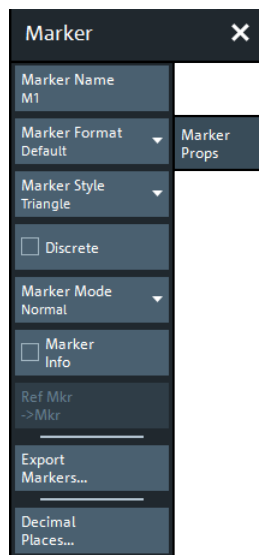 Marker
Marker Name
M1
Marker Format
Default
Marker Props
Marker Style
Triangle
Discrete
Marker Mode
Normal
Marker
Info
Ref Mkr
->Mkr
Export
Markers...
Decimal
Places...